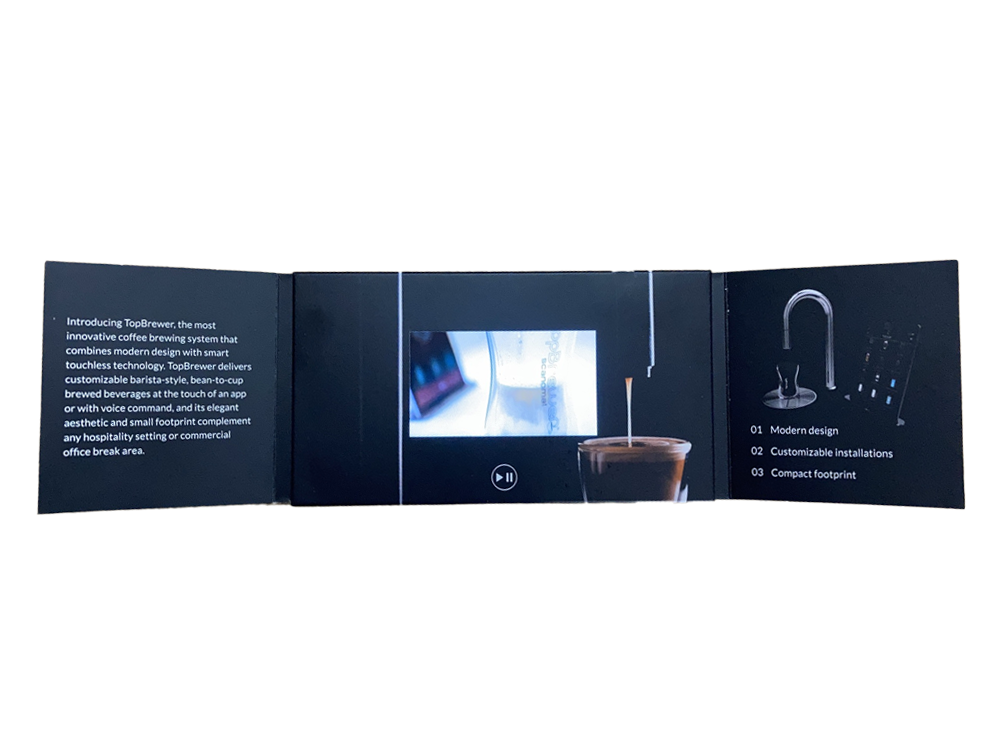 Introducing TopBrewer, the most
innovative coffee brewing system that
combines modern design with smart
touchless technology. TopBrewer delivers
customizable barista-style, bean-to-cup
brewed beverages at the touch of an app
or with voice command, and its elegant
aesthetic and small footprint complement
any hospitality setting or commercial
office break area.
01 Modern design
02 Customizable installations
03 Compact footprint